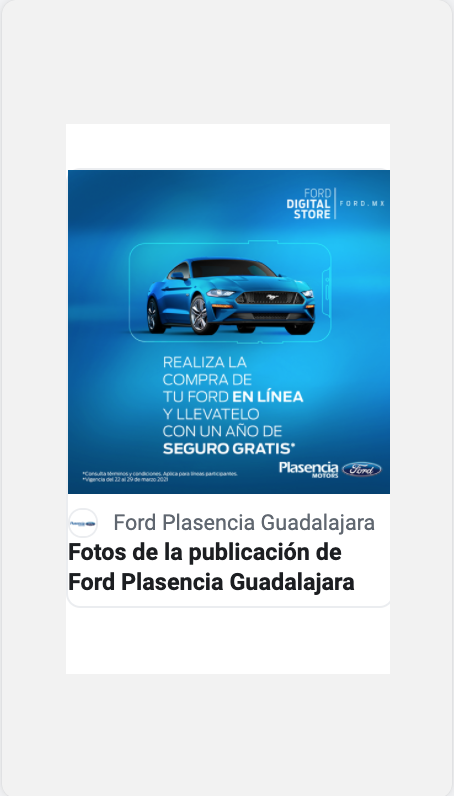 FORD
DIGITAL
STORE
FORD.MX
REALIZA LA
COMPRA DE
TU FORD EN LÍNEA
Y LLEVATELO
CON UN AÑO DE
SEGURO GRATIS*
Plasencia
MOTORS
Ford
*Consulta términos y condiciones. Aplica para líneas participantes.
*Vigencia del 22 al 29 de marzo 2021
Ford Plasencia Guadalajara
Fotos de la publicación de
Ford Plasencia Guadalajara